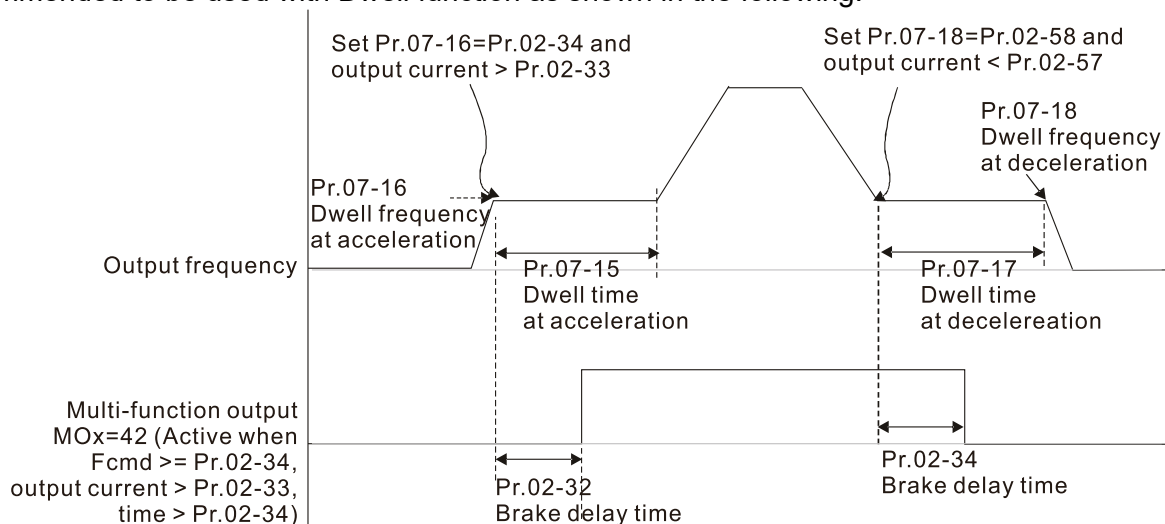 mmended to be used with Dwell function as shown in the following:
Set Pr.07-16=Pr.02-34 and
output current > Pr.02-33
Set Pr.07-18=Pr.02-58 and
output current < Pr.02-57
Pr.07-18
Dwell frequency
at deceleration
Pr.07-16
Dwell frequency
at acceleration
Output frequency
Pr.07-15
Dwell time
at acceleration
Pr.07-17
Dwell time
at decelereation
Multi-function output
MOx=42 (Active when
Fcmd >= Pr.02-34,
output current > Pr.02-33,
time > Pr.02-34)
Pr.02-32
Brake delay time
Pr.02-34
Brake delay time